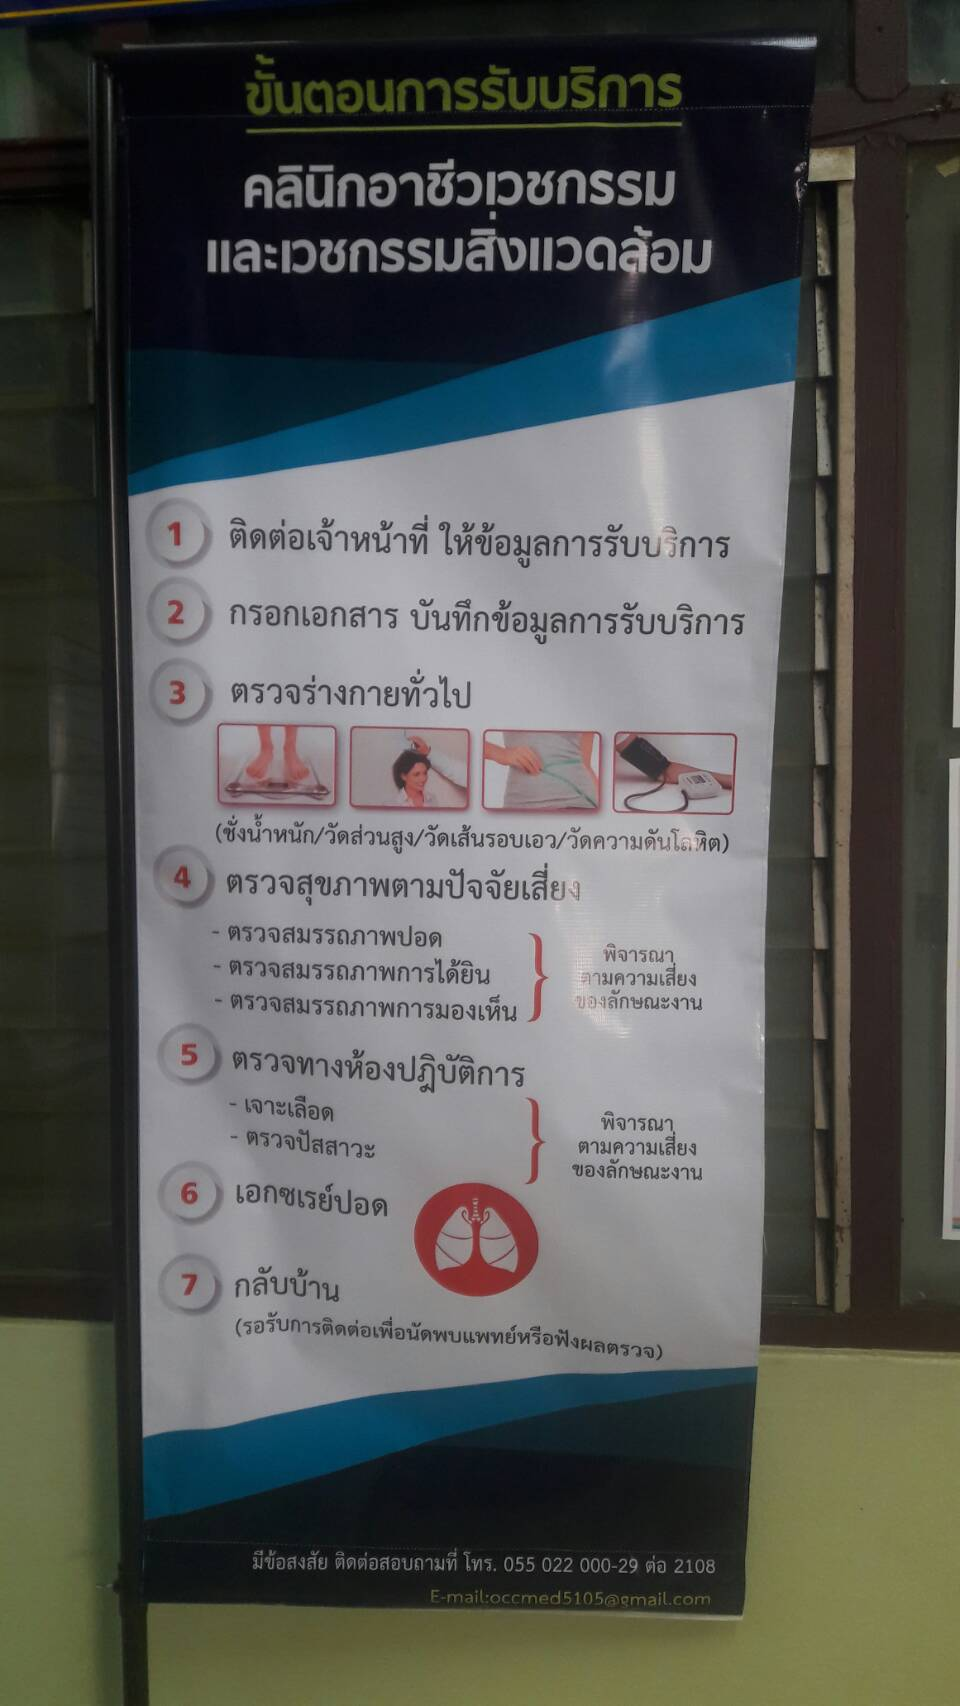 ขั้นตอนการรับบริการ
คลินิกอาชีวเวชกรรม
และเวชกรรมสิ่งแวดล้อม
1 ติดต่อเจ้าหน้าที่ ให้ข้อมูลการรับบริการ
2 กรอกเอกสาร บันทึกข้อมูลการรับบริการ
3 ตรวจร่างกายทั่วไป
(ชั่งน้ำหนัก/วัดส่วนสูง/วัดเส้นรอบเอว/วัดความดันโลหิต)
4 ตรวจสุขภาพตามปัจจัยเสี่ยง
- ตรวจสมรรถภาพปอด
- ตรวจสมรรถภาพการได้ยิน
- ตรวจสมรรถภาพการมองเห็น
พิจารณา
ตามความเสี่ยง
ของลักษณะงาน
5 ตรวจทางห้องปฎิบัติการ
- เจาะเลือด
- ตรวจปัสสาวะ
พิจารณา
ตามความเสี่ยง
ของลักษณะงาน
6 เอกซเรย์ปอด
7 กลับบ้าน
(รอรับการติดต่อเพื่อนัดพบแพทย์หรือฟังผลตรวจ)
มีข้อสงสัย ติดต่อสอบถามที่ โทร. 055 022 000-29 ต่อ 2108
E-mail:occmed5105@gmail.com